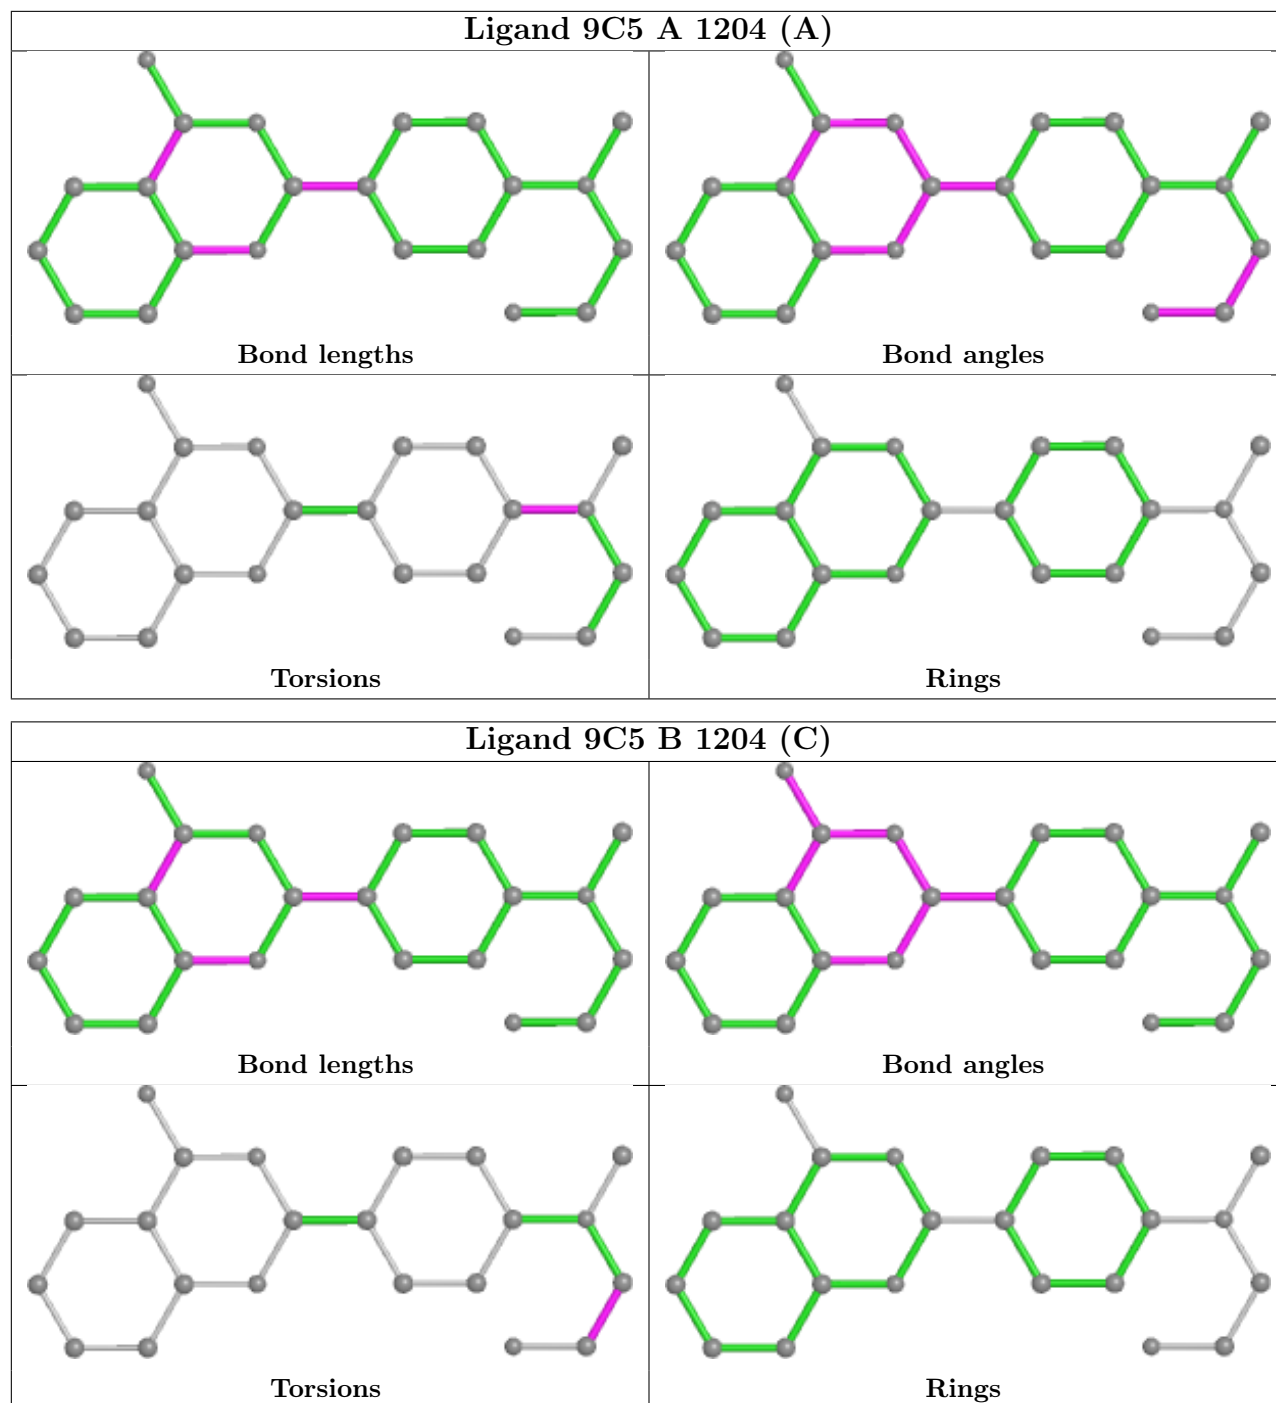 Ligand 9C5 A 1204 (A)
Bond lengths
Bond angles
Torsions
Rings
Ligand 9C5 B 1204 (C)
Bond lengths
Bond angles
Torsions
Rings